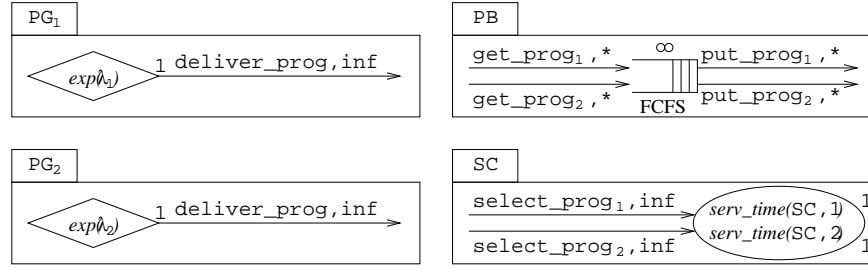 PG₁
exp(λ₁)
1 deliver_prog,inf
PB
get_prog₁,*
∞
put_prog₁,*
get_prog₂,*
FCFS
put_prog₂,*
PG₂
exp(λ₂)
1 deliver_prog,inf
SC
select_prog₁,inf
serv_time(SC,1)
1
serv_time(SC,2)
select_prog₂,inf
1